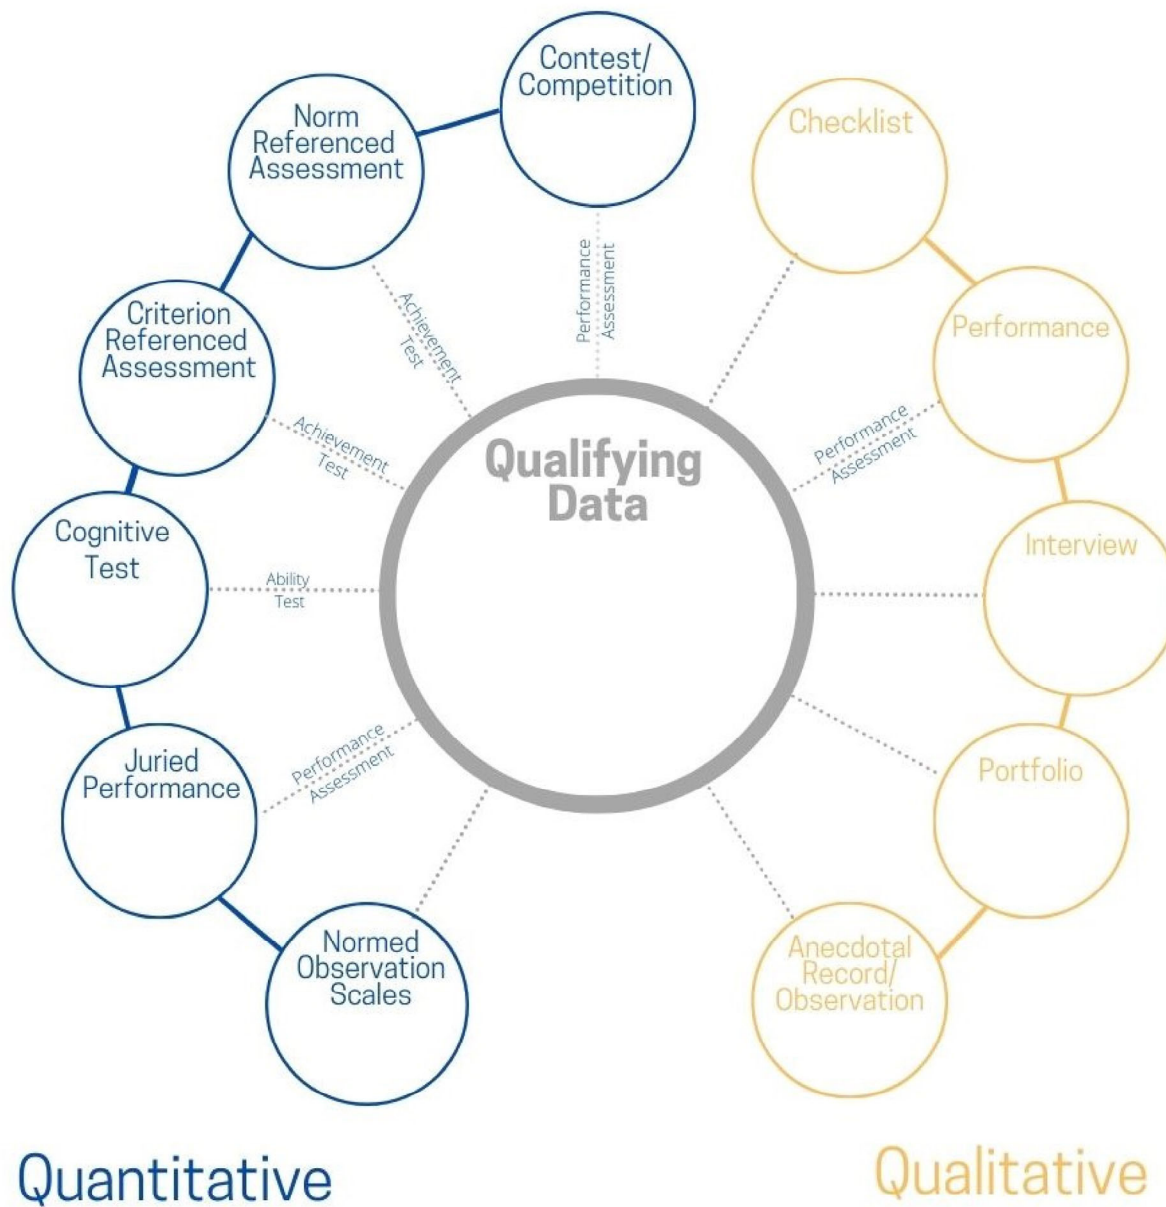 Contest/
Competition
Norm
Referenced
Assessment
Checklist
Performance
Assessment
Achievement
Test
Criterion
Referenced
Assessment
Performance
Achievement
Test
Performance
Assessment
Qualifying
Data
Cognitive
Test
Interview
Ability
Test
Juried
Performance
Performance
Assessment
Portfolio
Normed
Observation
Scales
Anecdotal
Record/
Observation
Quantitative
Qualitative